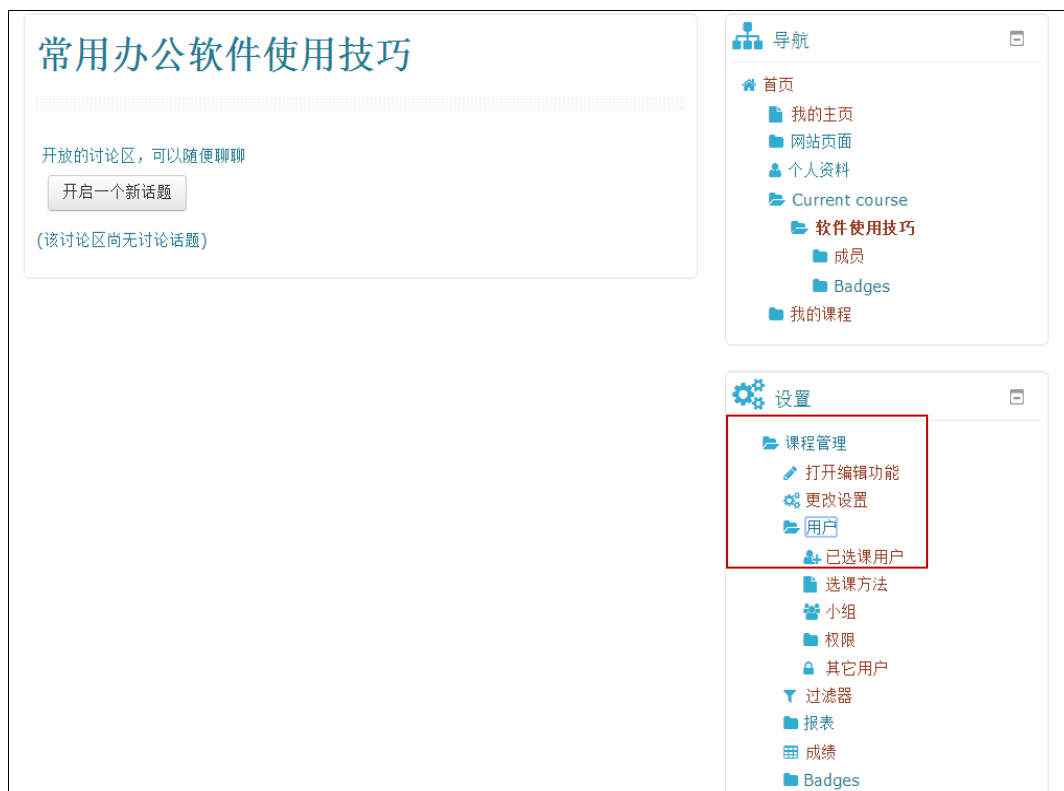 常用办公软件使用技巧
开放的讨论区，可以随便聊聊
开启一个新话题
(该讨论区尚无讨论话题)
导航
首页
我的主页
网站页面
个人资料
Current course
软件使用技巧
成员
Badges
我的课程
设置
课程管理
打开编辑功能
更改设置
用户
已选课用户
选课方法
小组
权限
其它用户
过滤器
报表
成绩
Badges